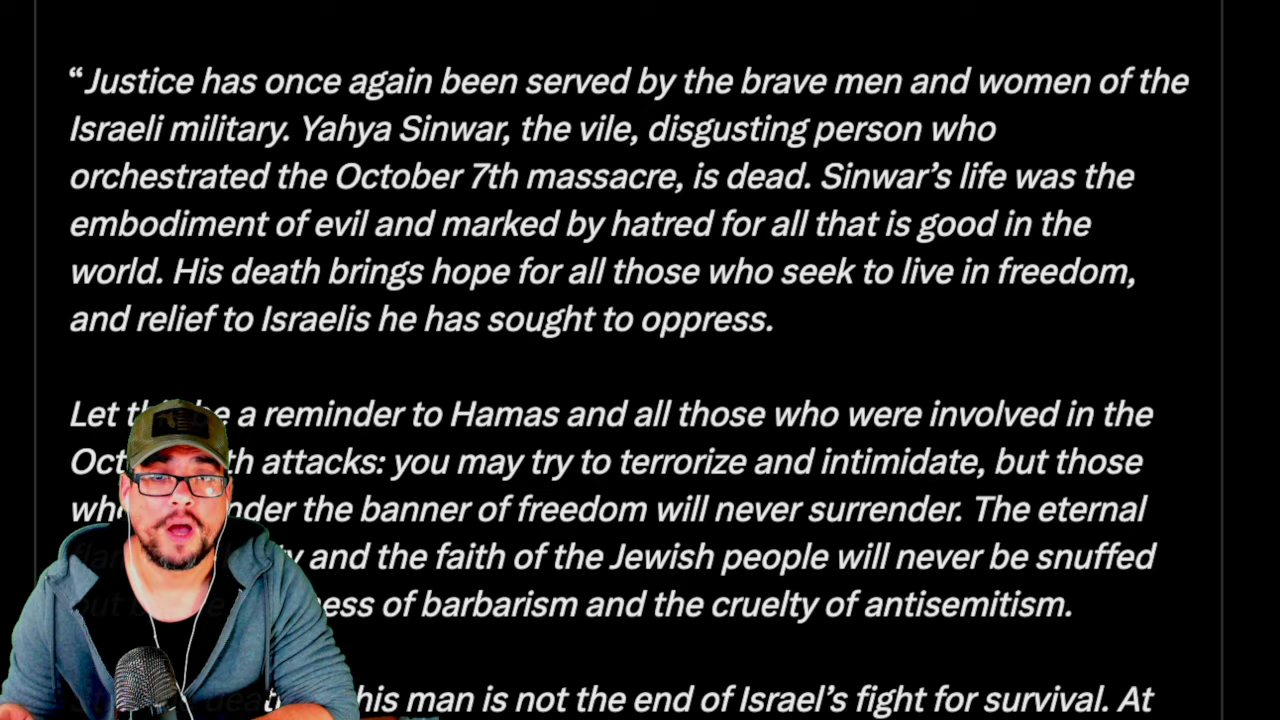 “Justice has once again been served by the brave men and women of the
Israeli military. Yahya Sinwar, the vile, disgusting person who
orchestrated the October 7th massacre, is dead. Sinwar’s life was the
embodiment of evil and marked by hatred for all that is good in the
world. His death brings hope for all those who seek to live in freedom,
and relief to Israelis he has sought to oppress.
Let be a reminder to Hamas and all those who were involved in the
attacks: you may try to terrorize and intimidate, but those
the banner of freedom will never surrender. The eternal
and the faith of the Jewish people will never be snuffed
of barbarism and the cruelty of antisemitism.
his man is not the end of Israel’s fight for survival. At